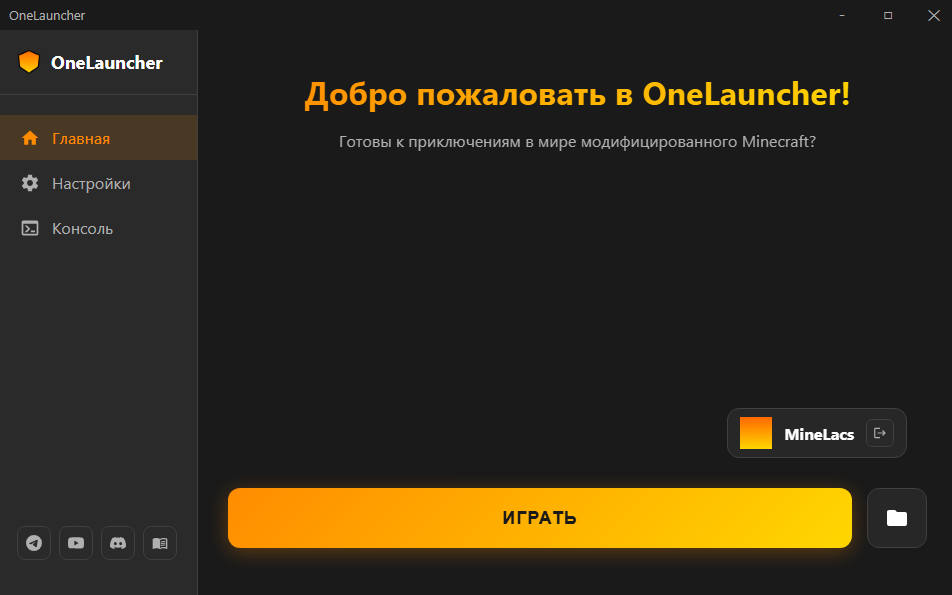 OneLauncher
OneLauncher
Главная
Настройки
Консоль
Добро пожаловать в OneLauncher!
Готовы к приключениям в мире модифицированного Minecraft?
MineLacs
ИГРАТЬ